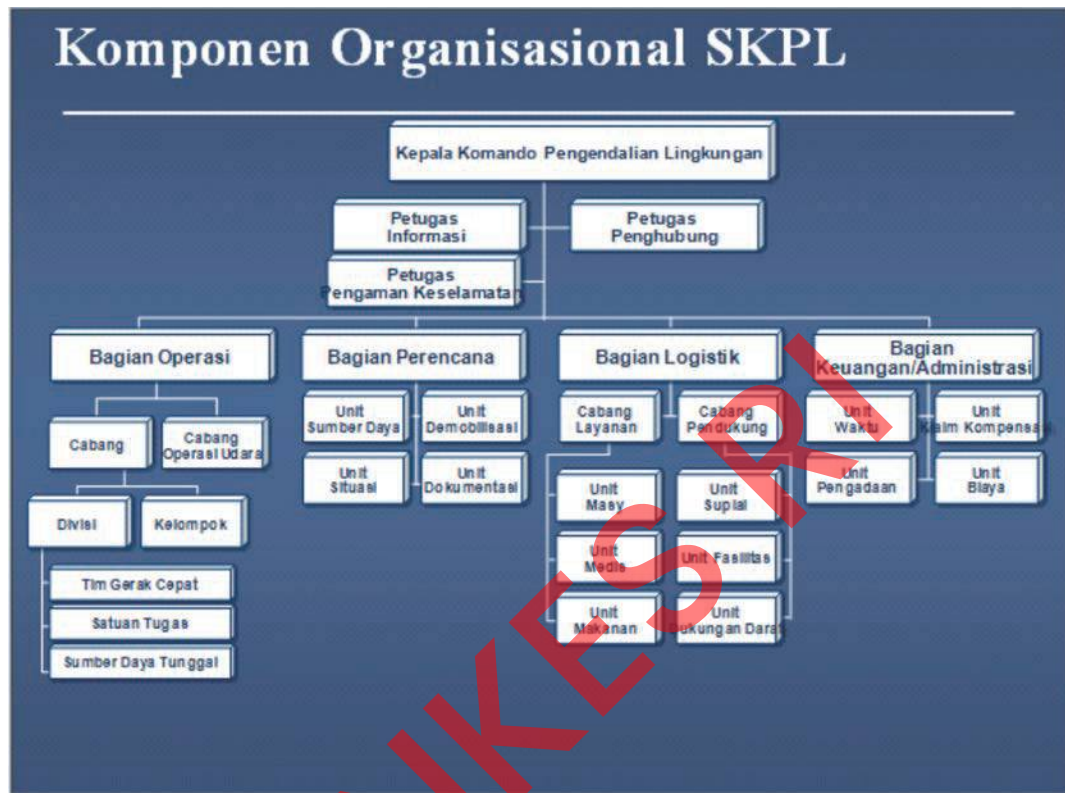 Komponen Organisasional SKPL
Kepala Komando Pengendalian Lingkungan
Petugas
Informasi
Petugas
Penghubung
Petugas
Pengaman Keselamatan
Bagian Operasi
Bagian Perencana
Bagian Logistik
Bagian
Keuangan/Administrasi
Cabang
Cabang
Operasi Udara
Divisi
Kelompok
Tim Gerak Cepat
Satuan Tugas
Sumber Daya Tunggal
Unit
Sumber Daya
Unit
Demobilisasi
Unit
Situasi
Unit
Dokumentasi
Cabang
Layanan
Cabang
Pendukung
Unit
Masy
Unit
Suplai
Unit
Medis
Unit Fasilitas
Unit
Makanan
Unit
Dukungan Darat
Unit
Waktu
Unit
Klaim Kompensasi
Unit
Pengadaan
Unit
Biaya
IKES RI